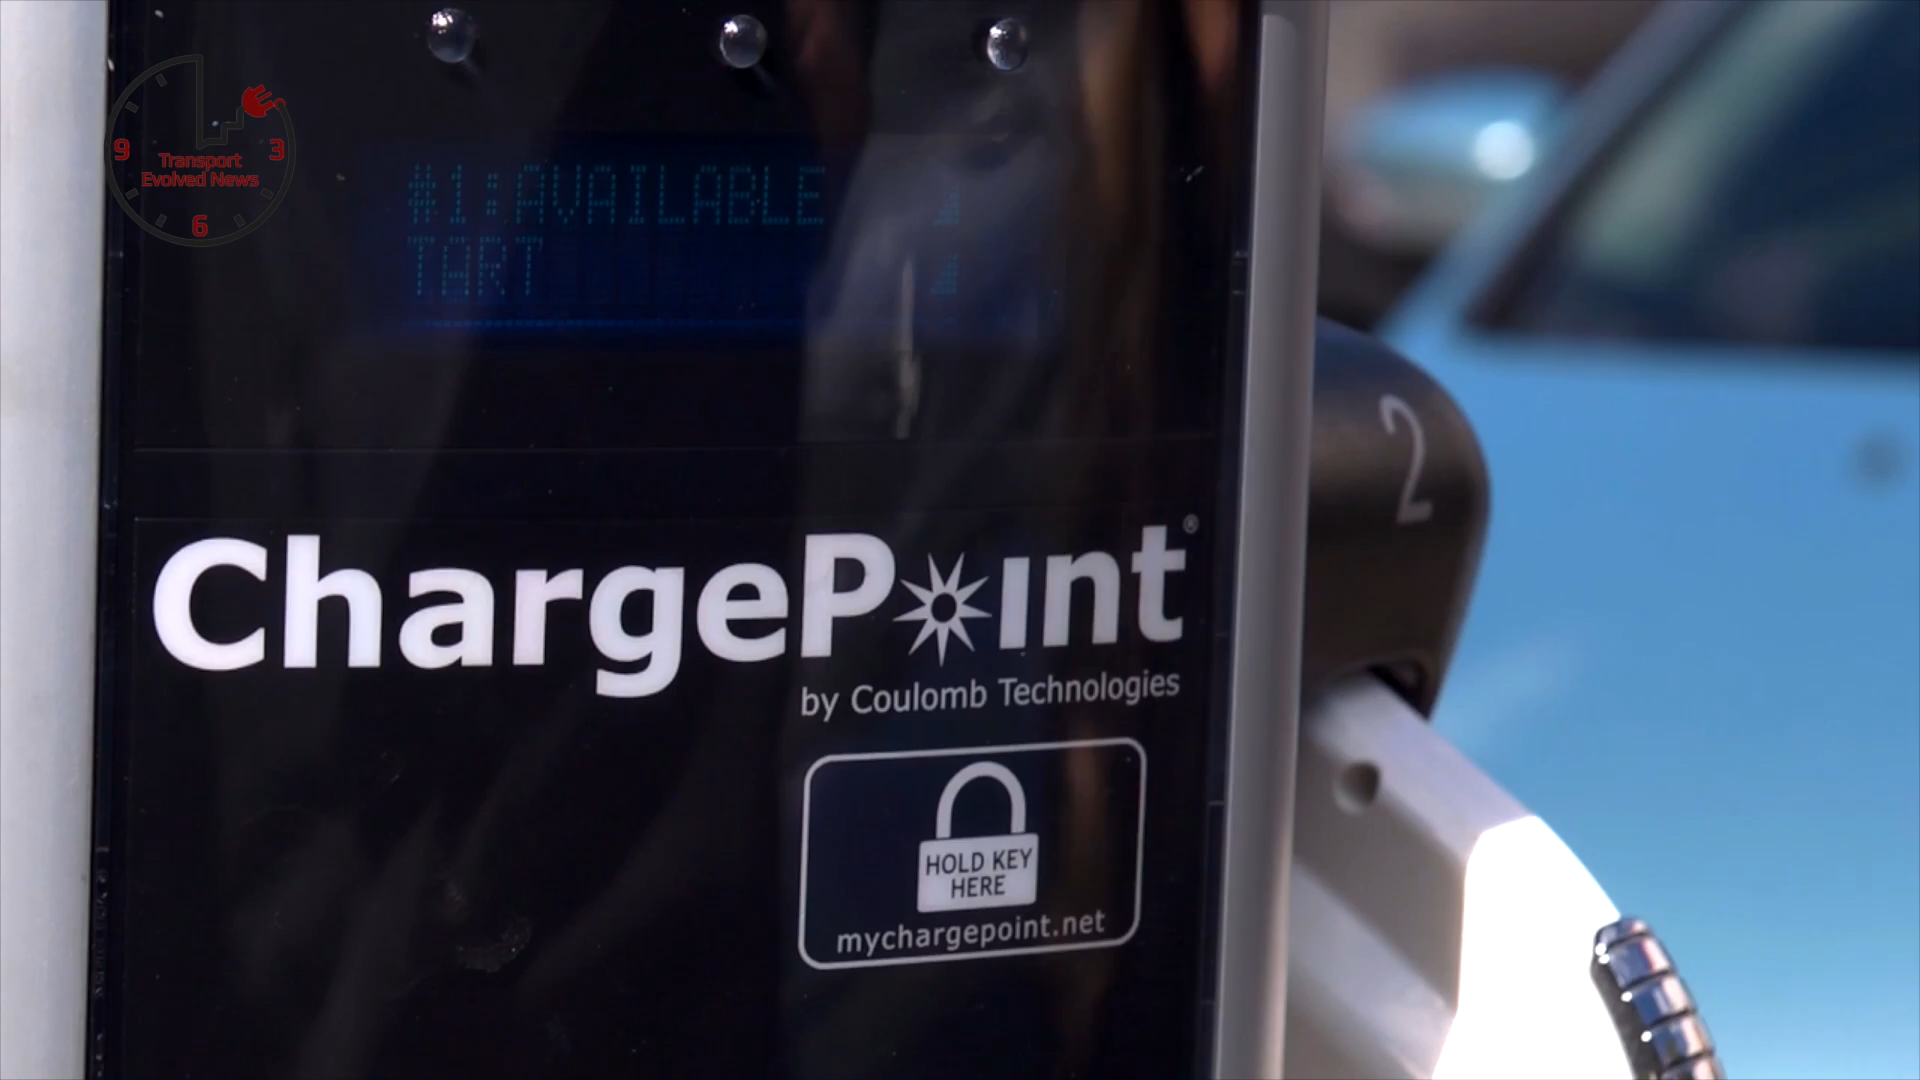 9 3
Transport
Evolved News
6
#1:AVAILABLE
TART
2
ChargePoint®
by Coulomb Technologies
HOLD KEY
HERE
mychargepoint.net